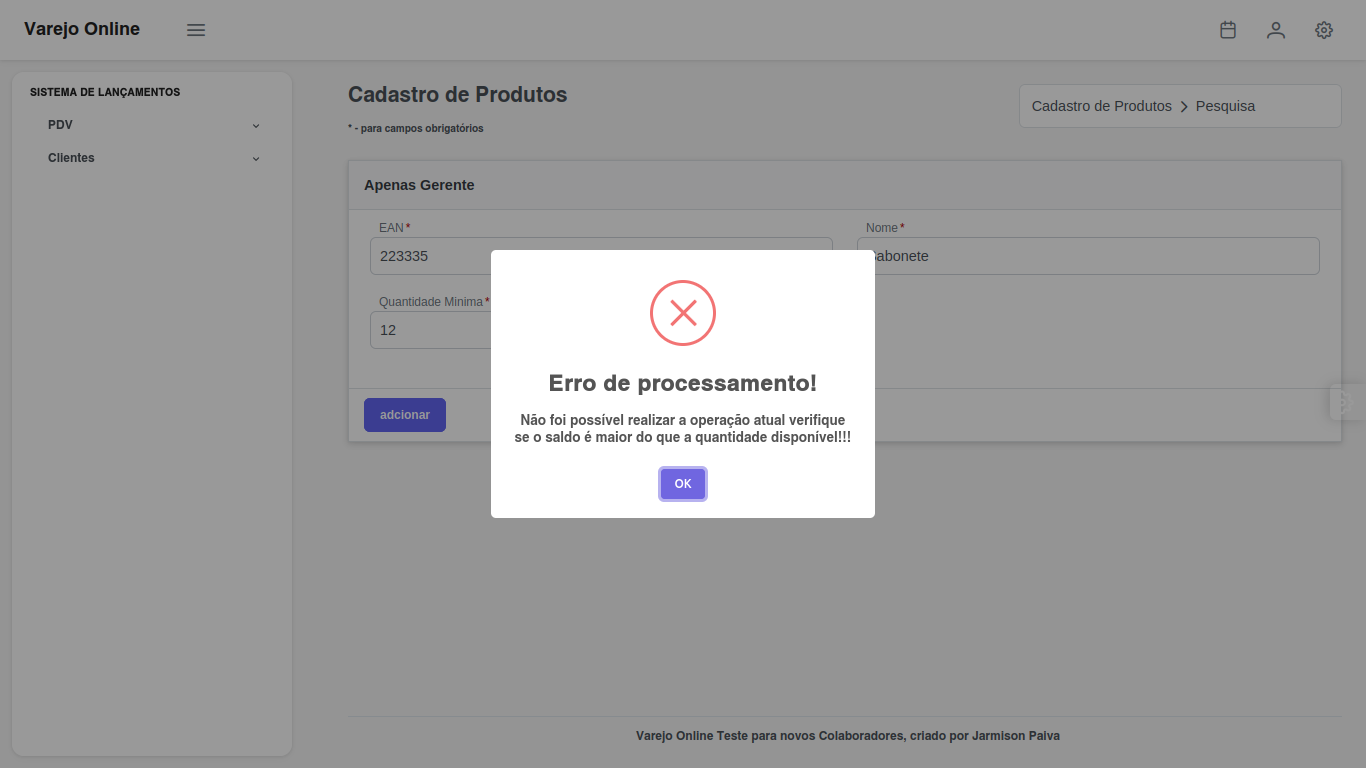 Varejo Online
SISTEMA DE LANÇAMENTOS
PDV
Clientes
Cadastro de Produtos
* - para campos obrigatórios
Cadastro de Produtos > Pesquisa
Apenas Gerente
EAN*
Nome*
223335
abonete
Quantidade Minima*
12
adcionar
Erro de processamento!
Não foi possível realizar a operação atual verifique
se o saldo é maior do que a quantidade disponível!!!
OK
Varejo Online Teste para novos Colaboradores, criado por Jarmison Paiva